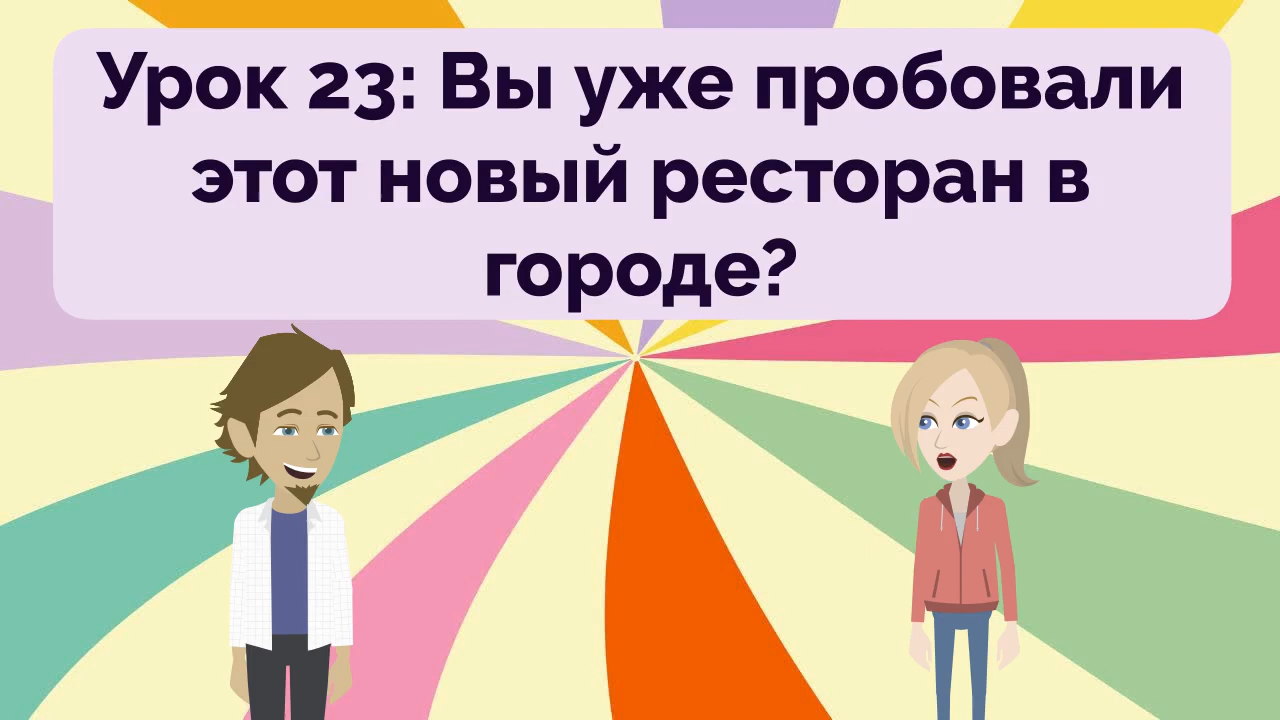 Урок 23: Вы уже пробовали
этот новый ресторан в
городе?